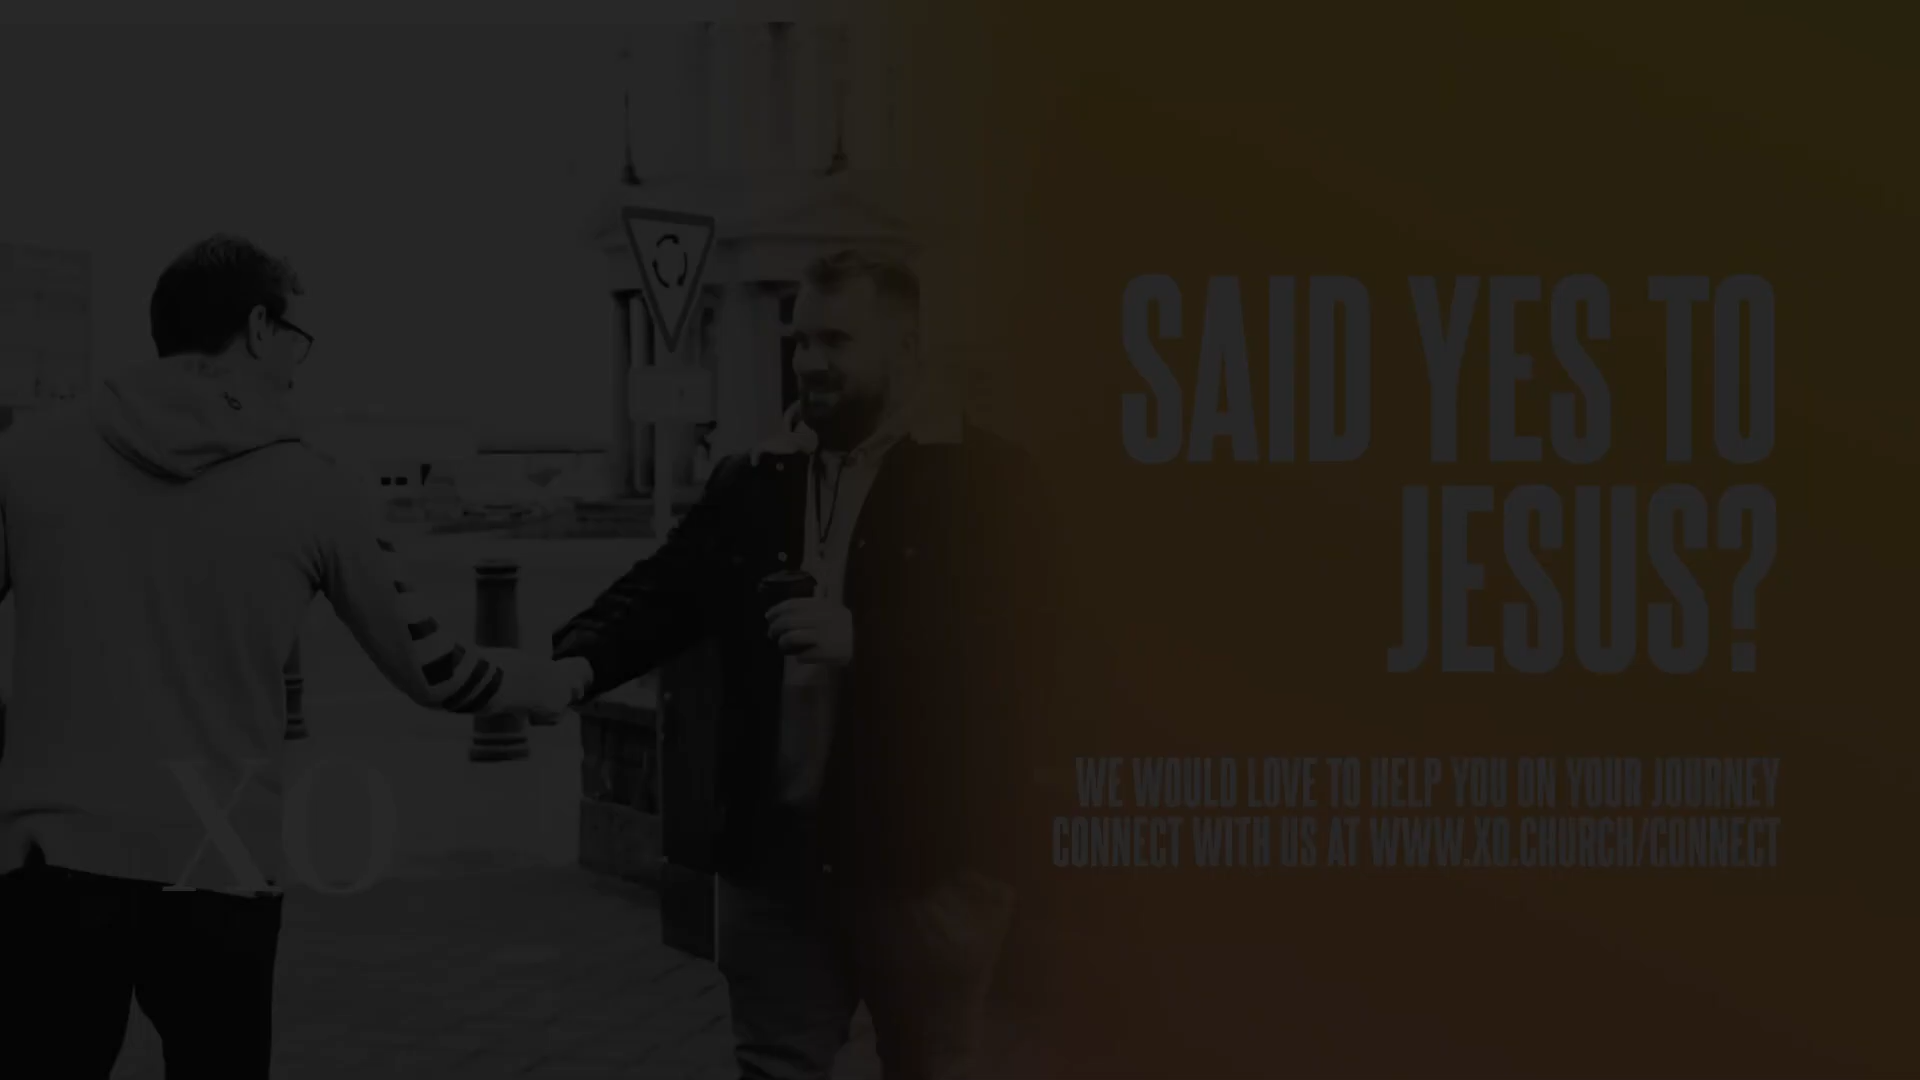 SAID YES TO
JESUS?
WE WOULD LOVE TO HELP YOU ON YOUR JOURNEY
CONNECT WITH US AT WWW.XO.CHURCH/CONNECT
XO